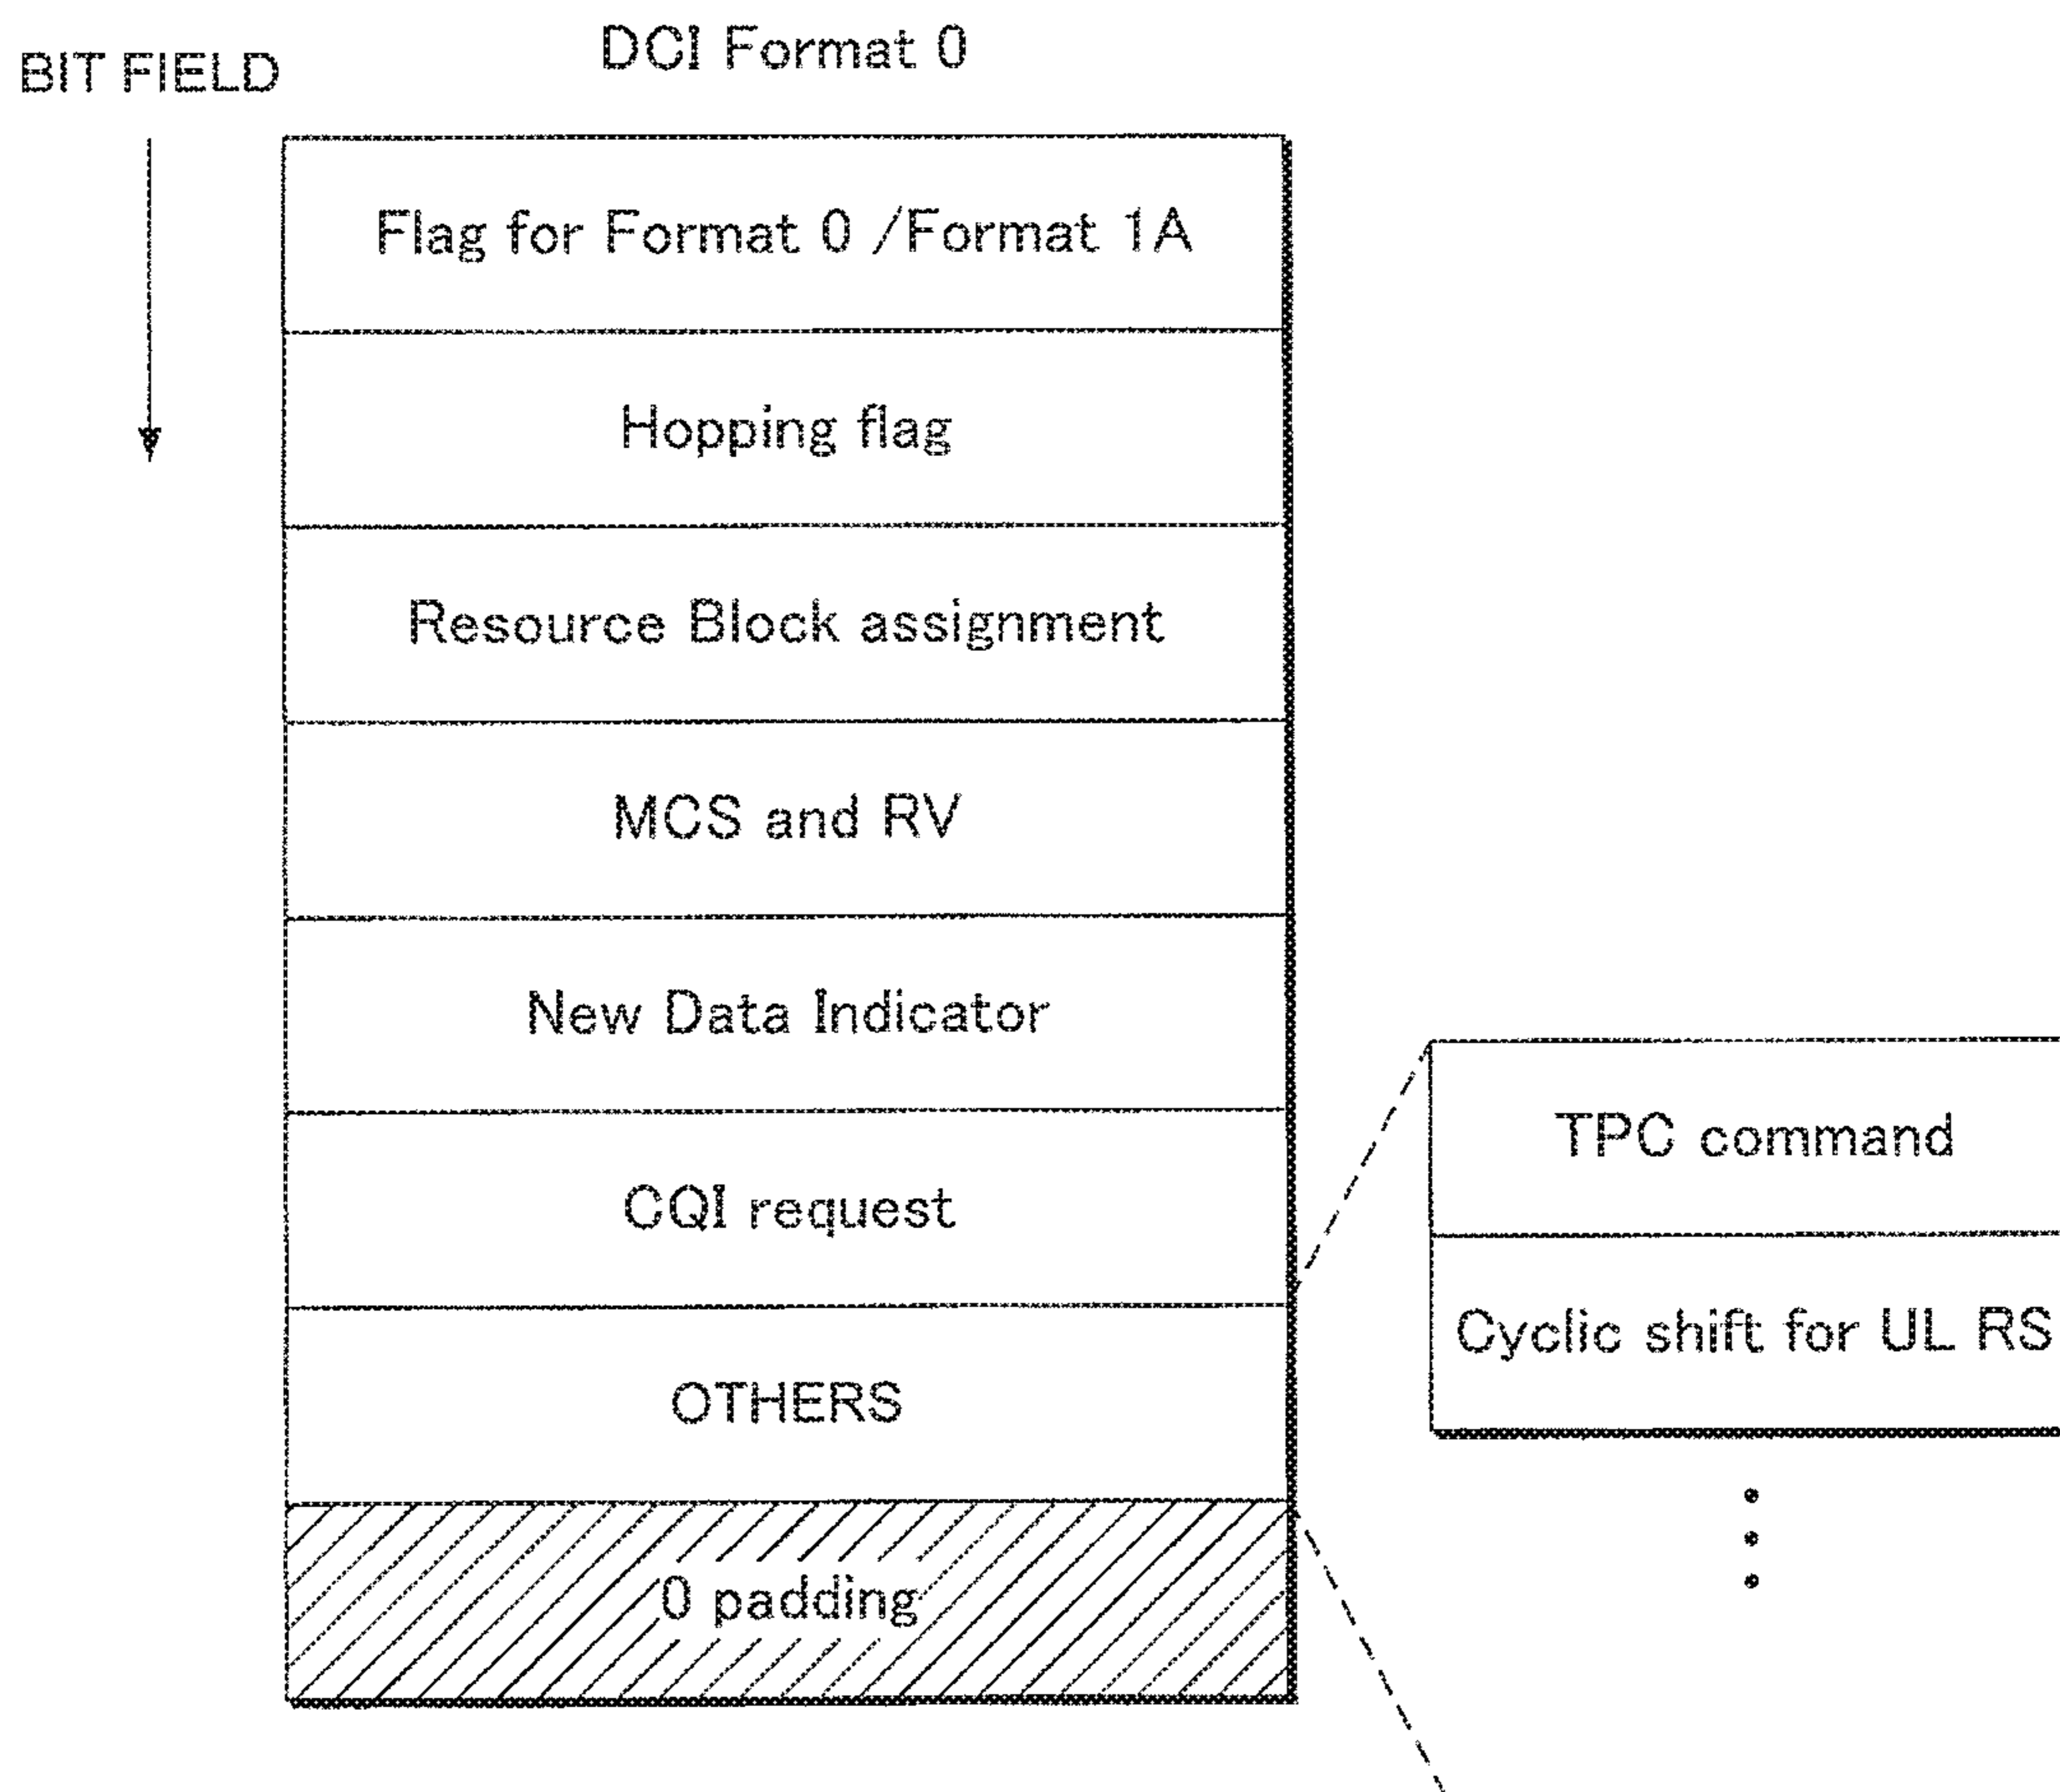 DCI Format 0
BIT FIELD
Flag for Format 0 /Format 1A
Hopping flag
Resource Block assignment
MCS and RV
New Data Indicator
CQI request
OTHERS
0 padding
TPC command
Cyclic shift for UL RS